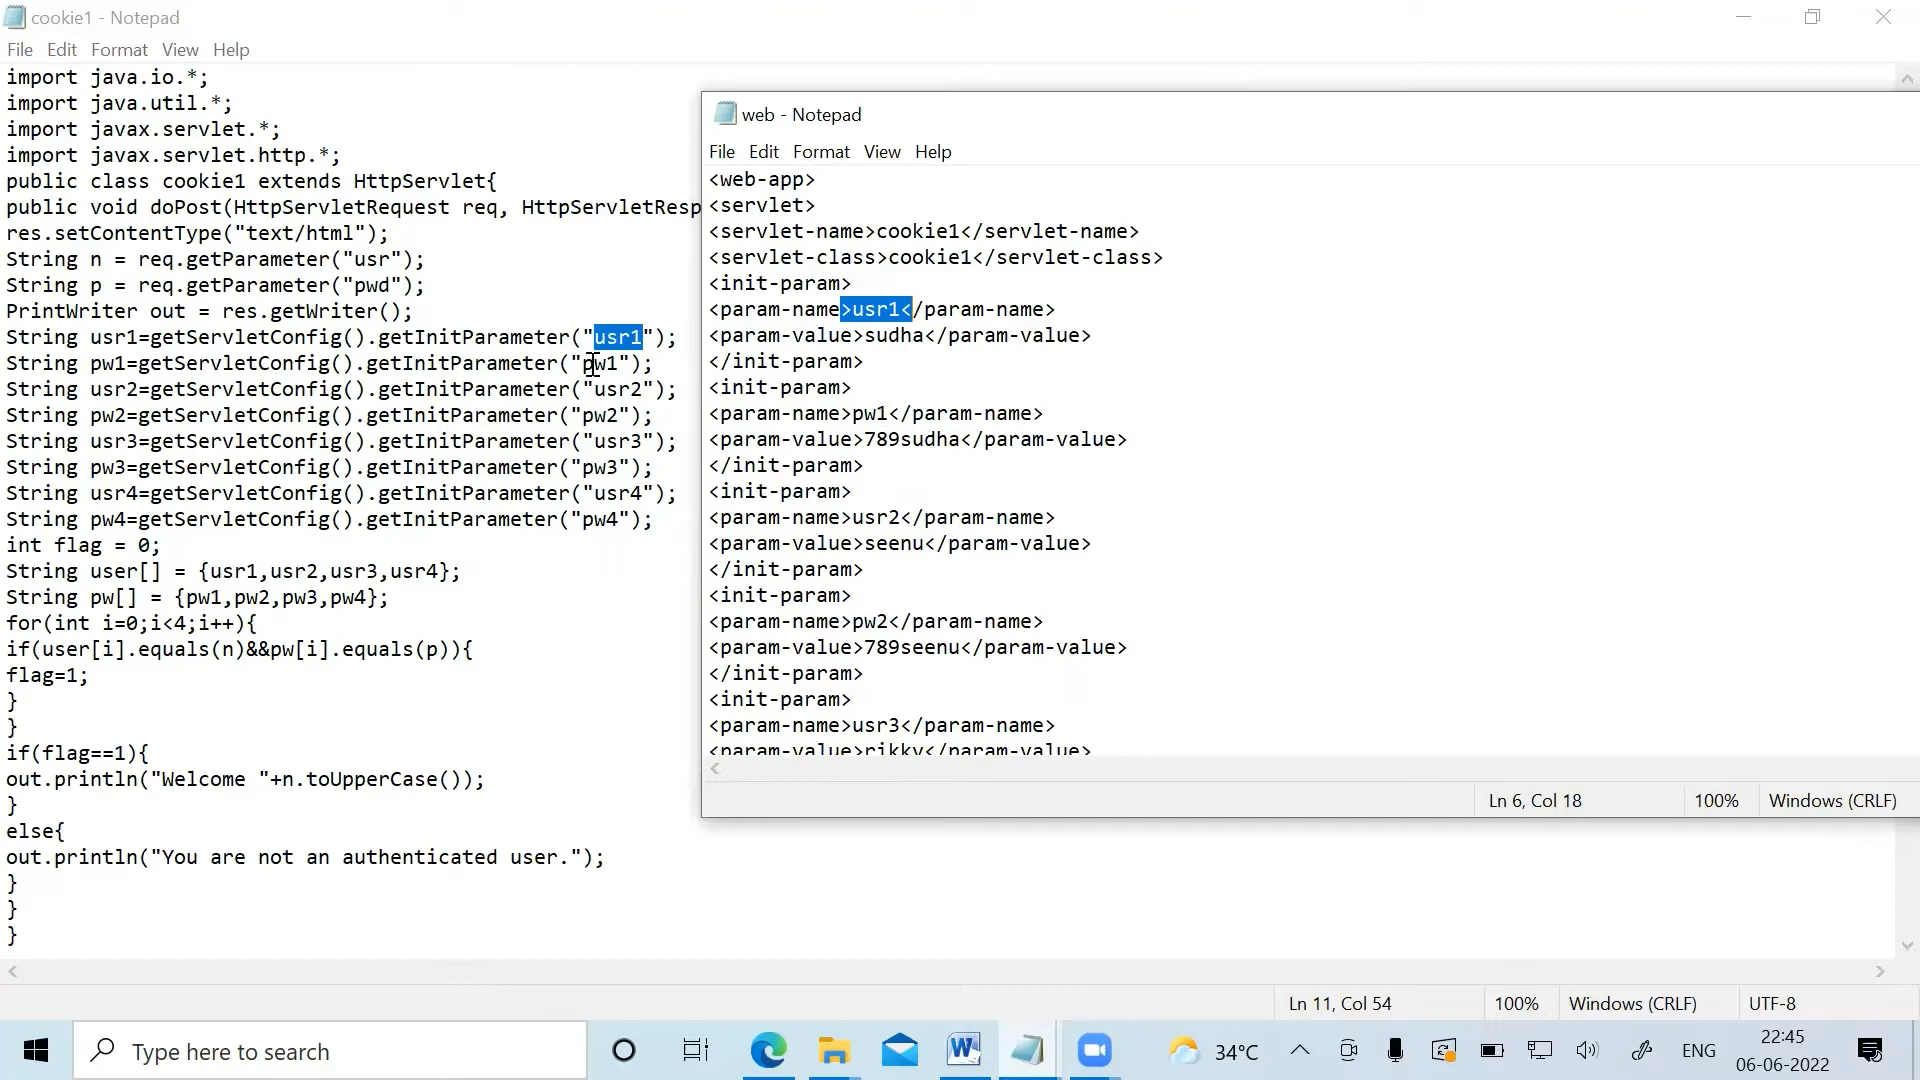 cookie1 - Notepad
File Edit Format View Help
import java.io.*;
import java.util.*;
import javax.servlet.*;
import javax.servlet.http.*;
public class cookie1 extends HttpServlet{
public void doPost(HttpServletRequest req, HttpServletResp
res.setContentType("text/html");
String n = req.getParameter("usr");
String p = req.getParameter("pwd");
PrintWriter out = res.getWriter();
String usr1=getServletConfig().getInitParameter("usr1");
String pw1=getServletConfig().getInitParameter("pw1");
String usr2=getServletConfig().getInitParameter("usr2");
String pw2=getServletConfig().getInitParameter("pw2");
String usr3=getServletConfig().getInitParameter("usr3");
String pw3=getServletConfig().getInitParameter("pw3");
String usr4=getServletConfig().getInitParameter("usr4");
String pw4=getServletConfig().getInitParameter("pw4");
int flag = 0;
String user[] = {usr1,usr2,usr3,usr4};
String pw[] = {pw1,pw2,pw3,pw4};
for(int i=0;i<4;i++){
if(user[i].equals(n)&&pw[i].equals(p)){
flag=1;
}
}
if(flag==1){
out.println("Welcome "+n.toUpperCase());
}
else{
out.println("You are not an authenticated user.");
}
}
}
web - Notepad
File Edit Format View Help
<web-app>
<servlet>
<servlet-name>cookie1</servlet-name>
<servlet-class>cookie1</servlet-class>
<init-param>
<param-name>usr1</param-name>
<param-value>sudha</param-value>
</init-param>
<init-param>
<param-name>pw1</param-name>
<param-value>789sudha</param-value>
</init-param>
<init-param>
<param-name>usr2</param-name>
<param-value>seenu</param-value>
</init-param>
<init-param>
<param-name>pw2</param-name>
<param-value>789seenu</param-value>
</init-param>
<init-param>
<param-name>usr3</param-name>
<param-value>rikky</param-value>
Ln 6, Col 18 100% Windows (CRLF)
Ln 11, Col 54 100% Windows (CRLF) UTF-8
Type here to search
34°C ENG
22:45
06-06-2022